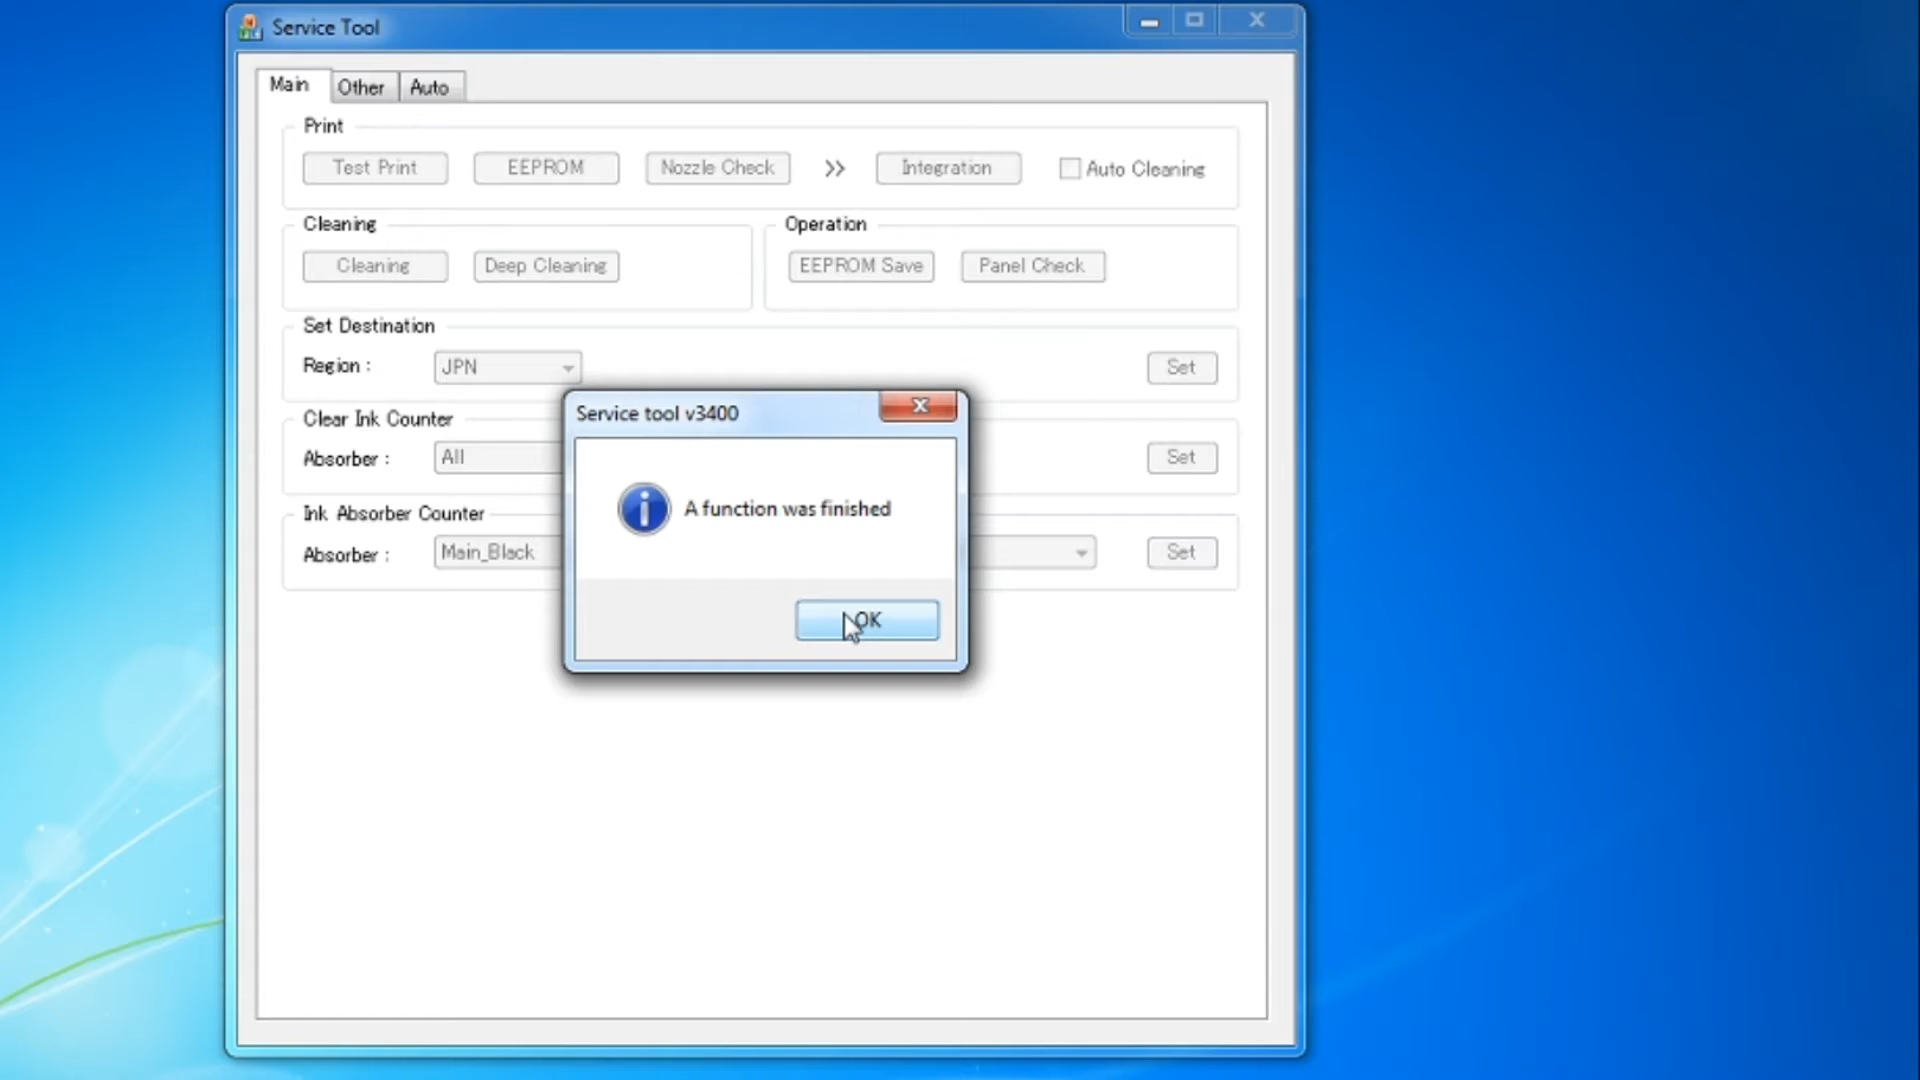 Service Tool
Main Other Auto
Print
Test Print EEPROM Nozzle Check >> Integration Auto Cleaning
Cleaning Operation
Cleaning Deep Cleaning EEPROM Save Panel Check
Set Destination
Region : JPN Set
Clear Ink Counter
Absorber : All Set
Ink Absorber Counter
Absorber : Main_Black Set
Service tool v3400
A function was finished
OK